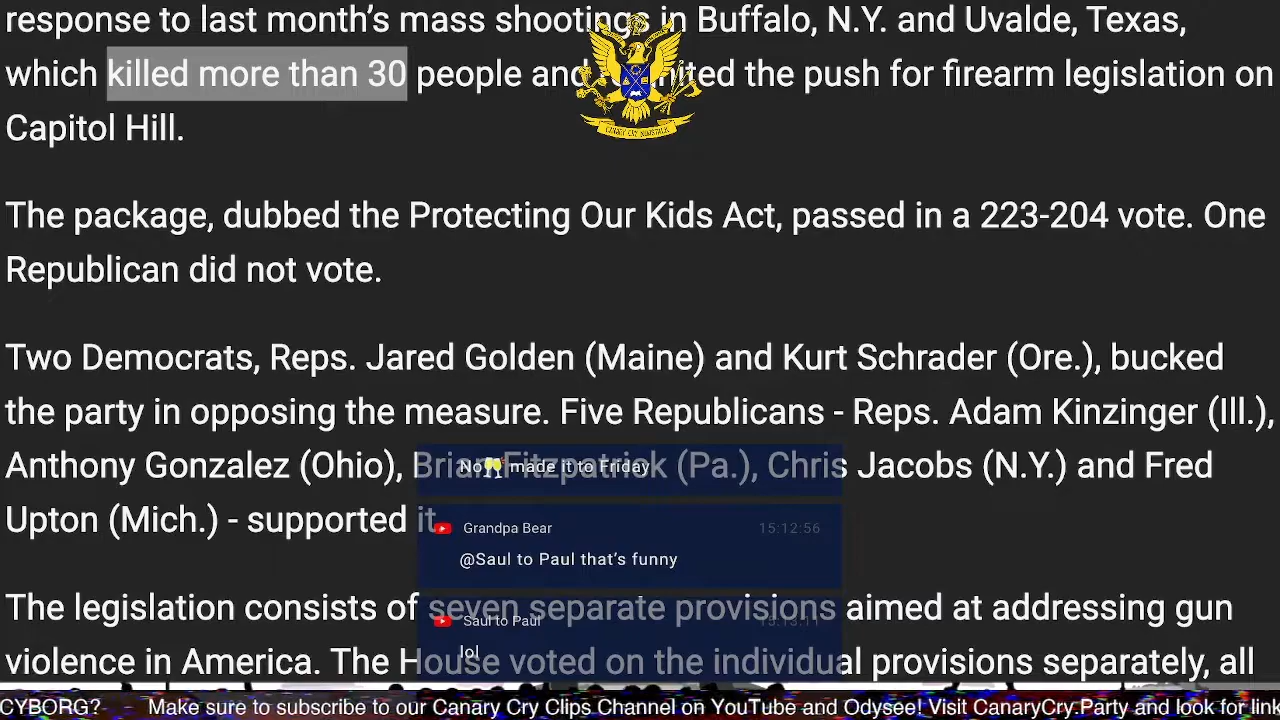 response to last month's mass shootings in Buffalo, N.Y. and Uvalde, Texas,
which killed more than 30 people and the push for firearm legislation on
Capitol Hill.
CANARY CRY NEWSTALK
The package, dubbed the Protecting Our Kids Act, passed in a 223-204 vote. One
Republican did not vote.
Two Democrats, Reps. Jared Golden (Maine) and Kurt Schrader (Ore.), bucked
the party in opposing the measure. Five Republicans - Reps. Adam Kinzinger (Ill.),
Anthony Gonzalez (Ohio), Brian Fitzpatrick (Pa.), Chris Jacobs (N.Y.) and Fred
Upton (Mich.) - supported it
made it to Friday
Grandpa Bear 15:12:56
@Saul to Paul that's funny
The legislation consists of seven separate provisions aimed at addressing gun
Saul to Paul 15:13:11
lol
violence in America. The House voted on the individual provisions separately, all
CYBORG? - Make sure to subscribe to our Canary Cry Clips Channel on YouTube and Odysee! Visit CanaryCry.Party and look for link